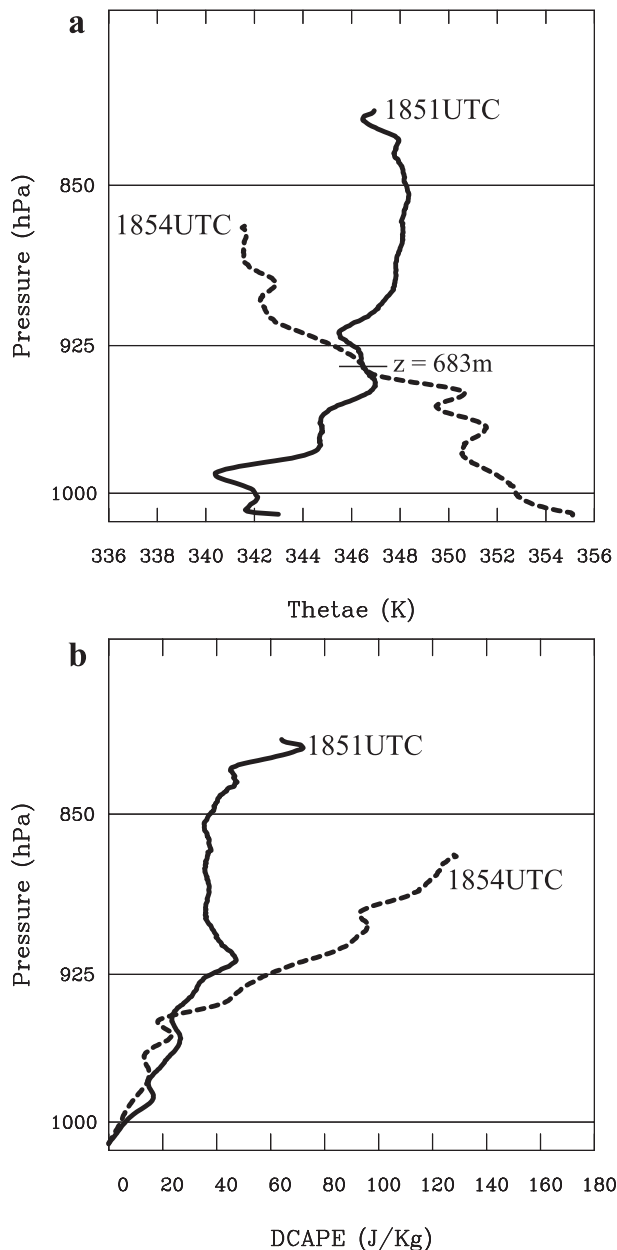 a
1851UTC
850
1854UTC
Pressure (hPa)
925
z = 683m
1000
336 338 340 342 344 346 348 350 352 354 356
Thetae (K)
b
1851UTC
850
1854UTC
Pressure (hPa)
925
1000
0 20 40 60 80 100 120 140 160 180
DCAPE (J/Kg)